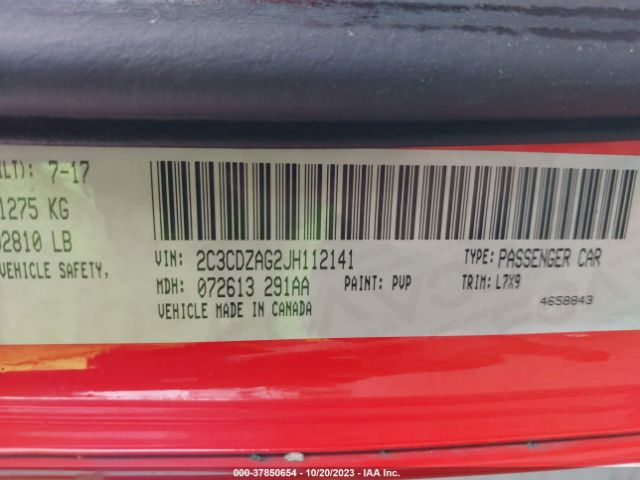 (LT): 7-17
1275 KG
2810 LB
VEHICLE SAFETY,
VIN: 2C3CDZAG2JH112141
TYPE: PASSENGER CAR
MDH: 072613 291AA
PAINT: PVP
TRIM: L7X9
VEHICLE MADE IN CANADA
4658843
000-37850654 - 10/20/2023 - IAA Inc.